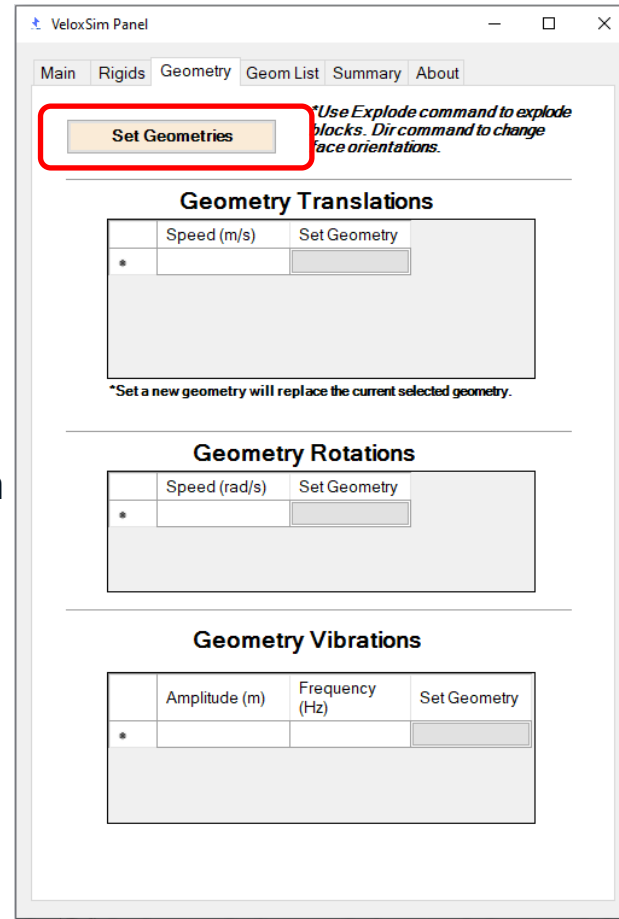 VeloxSim Panel
Main Rigids Geometry Geom List Summary About
Set Geometries
*Use Explode command to explode
blocks. Dir command to change
face orientations.
Geometry Translations
Speed (m/s) Set Geometry
*
*Set a new geometry will replace the current selected geometry.
Geometry Rotations
Speed (rad/s) Set Geometry
*
Geometry Vibrations
Amplitude (m) Frequency (Hz) Set Geometry
*